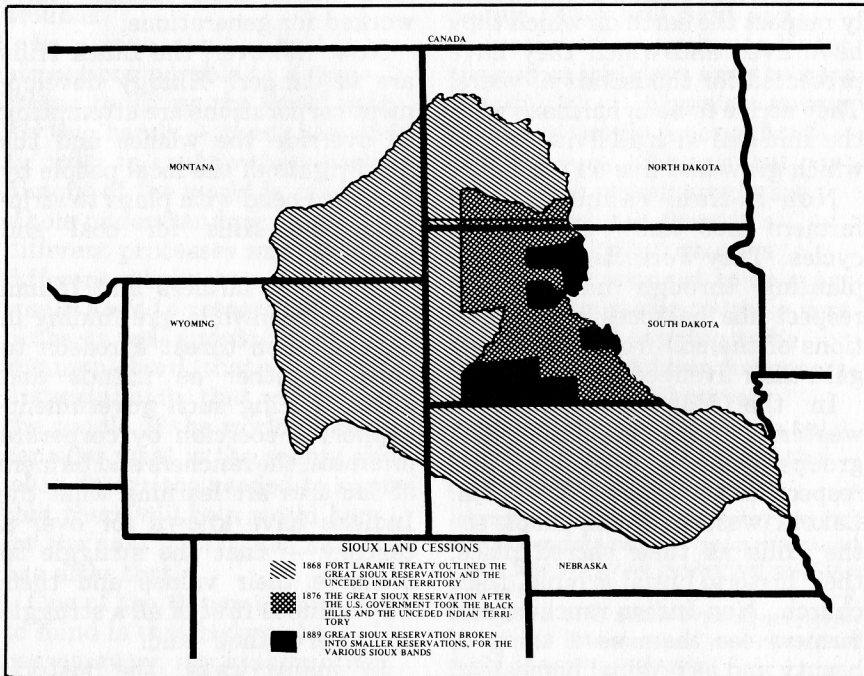 CANADA
MONTANA
NORTH DAKOTA
WYOMING
SOUTH DAKOTA
NEBRASKA
SIOUX LAND CESSIONS
1868 FORT LARAMIE TREATY OUTLINED THE
GREAT SIOUX RESERVATION AND THE
UNCEDED INDIAN TERRITORY
1876 THE GREAT SIOUX RESERVATION AFTER
THE U.S. GOVERNMENT TOOK THE BLACK
HILLS AND THE UNCEDED INDIAN TERRI-
TORY
1889 GREAT SIOUX RESERVATION BROKEN
INTO SMALLER RESERVATIONS, FOR THE
VARIOUS SIOUX BANDS